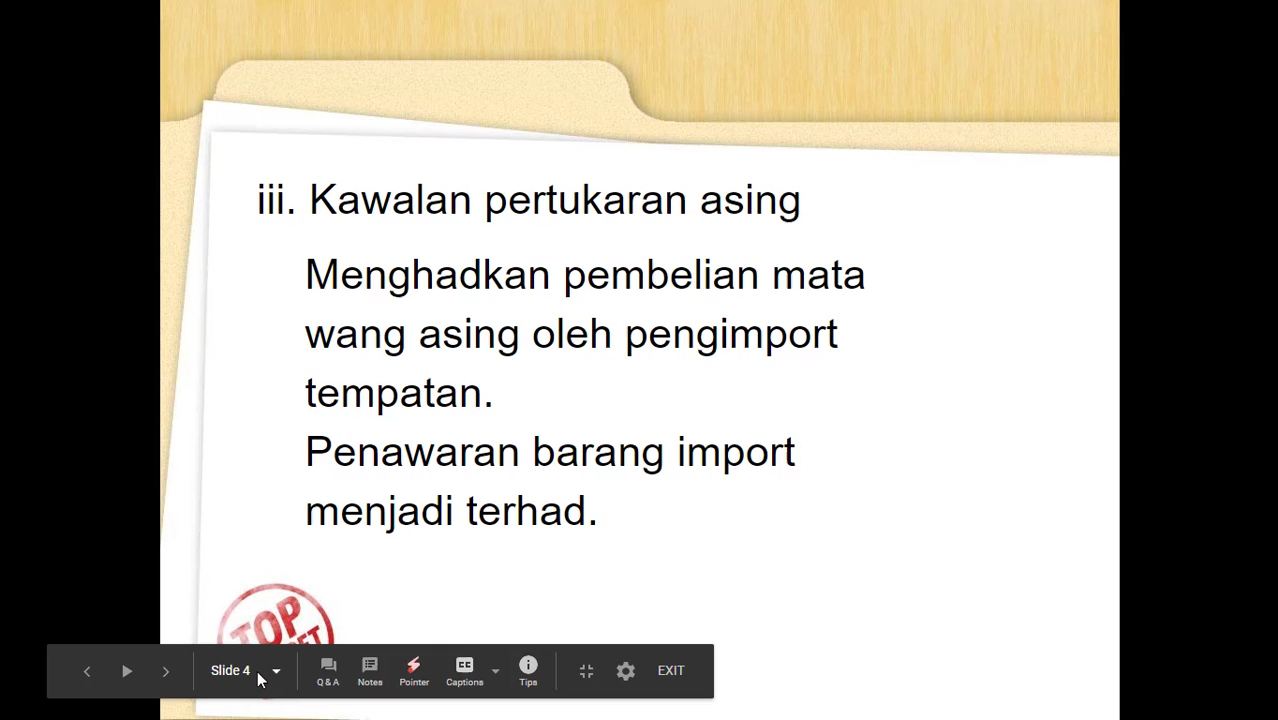 iii. Kawalan pertukaran asing
Menghadkan pembelian mata
wang asing oleh pengimport
tempatan.
Penawaran barang import
menjadi terhad.
TOP
Slide 4
Q & A
Notes
Pointer
CC
Captions
Tips
EXIT